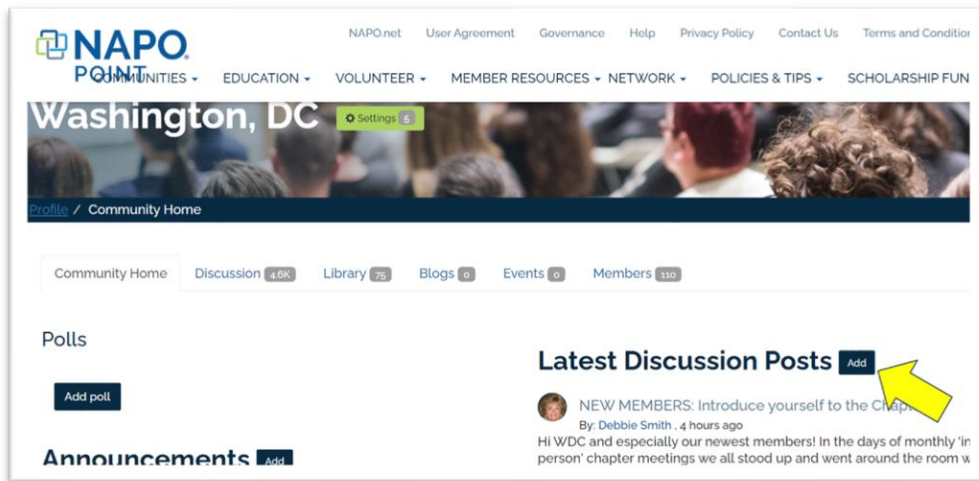 NAPO
POINT
NAPO.net User Agreement Governance Help Privacy Policy Contact Us Terms and Condition
COMMUNITIES EDUCATION VOLUNTEER MEMBER RESOURCES NETWORK POLICIES & TIPS SCHOLARSHIP FUN
Washington, DC Settings 5
Profile / Community Home
Community Home Discussion 4.6K Library 75 Blogs 0 Events 0 Members 110
Polls
Add poll
Announcements Add
Latest Discussion Posts Add
NEW MEMBERS: Introduce yourself to the Chapt
By: Debbie Smith , 4 hours ago
Hi WDC and especially our newest members! In the days of monthly 'in
person' chapter meetings we all stood up and went around the room w